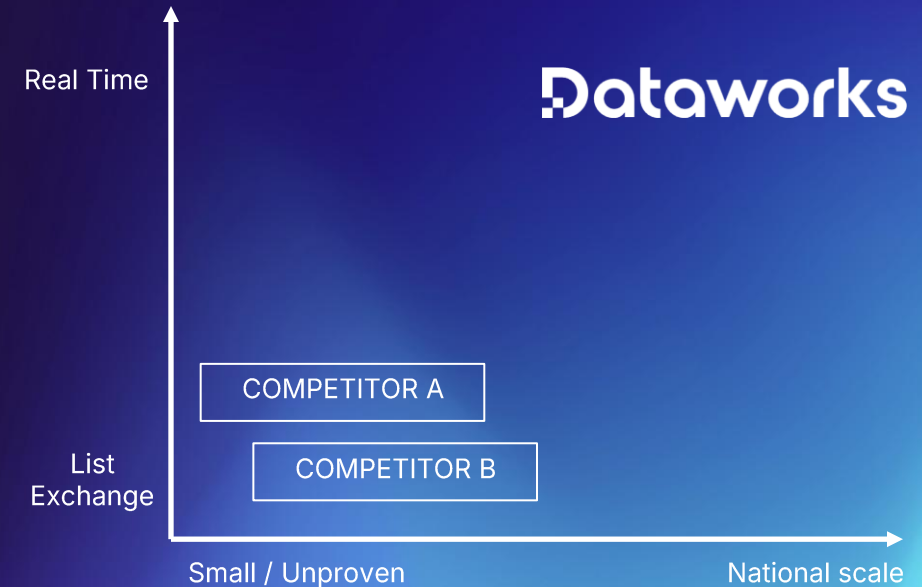 Real Time
Dataworks
COMPETITOR A
COMPETITOR B
List
Exchange
Small / Unproven
National scale